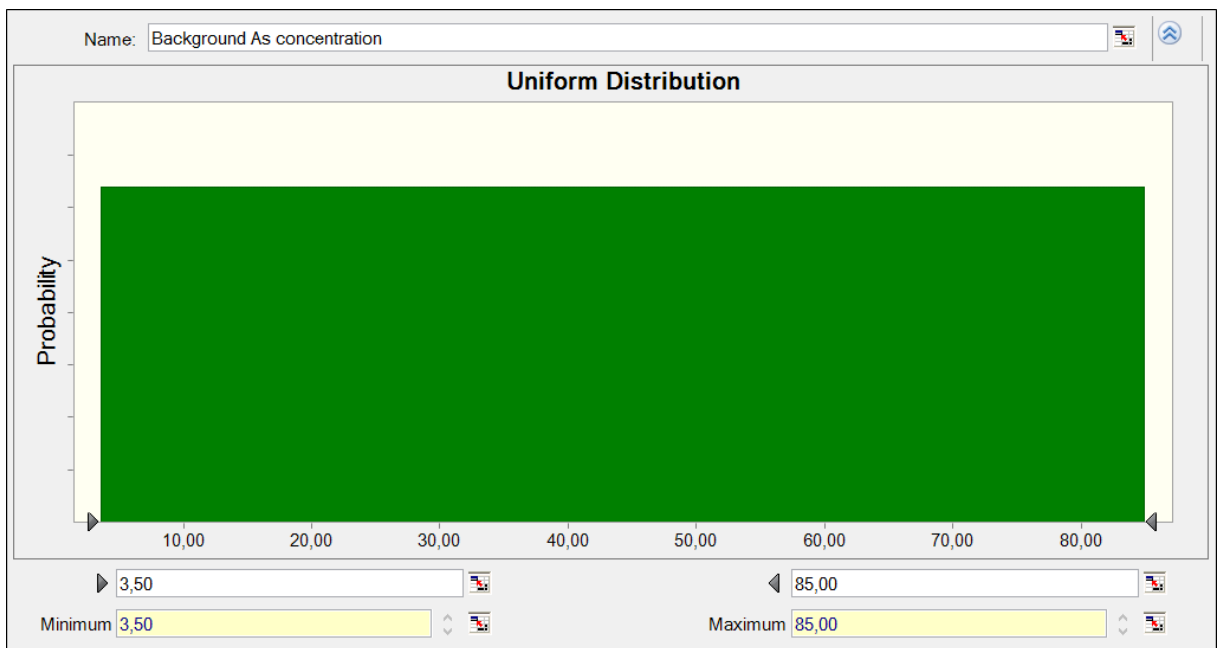 Name: Background As concentration
Uniform Distribution
Probability
10,00 20,00 30,00 40,00 50,00 60,00 70,00 80,00
3,50 85,00
Minimum 3,50 Maximum 85,00